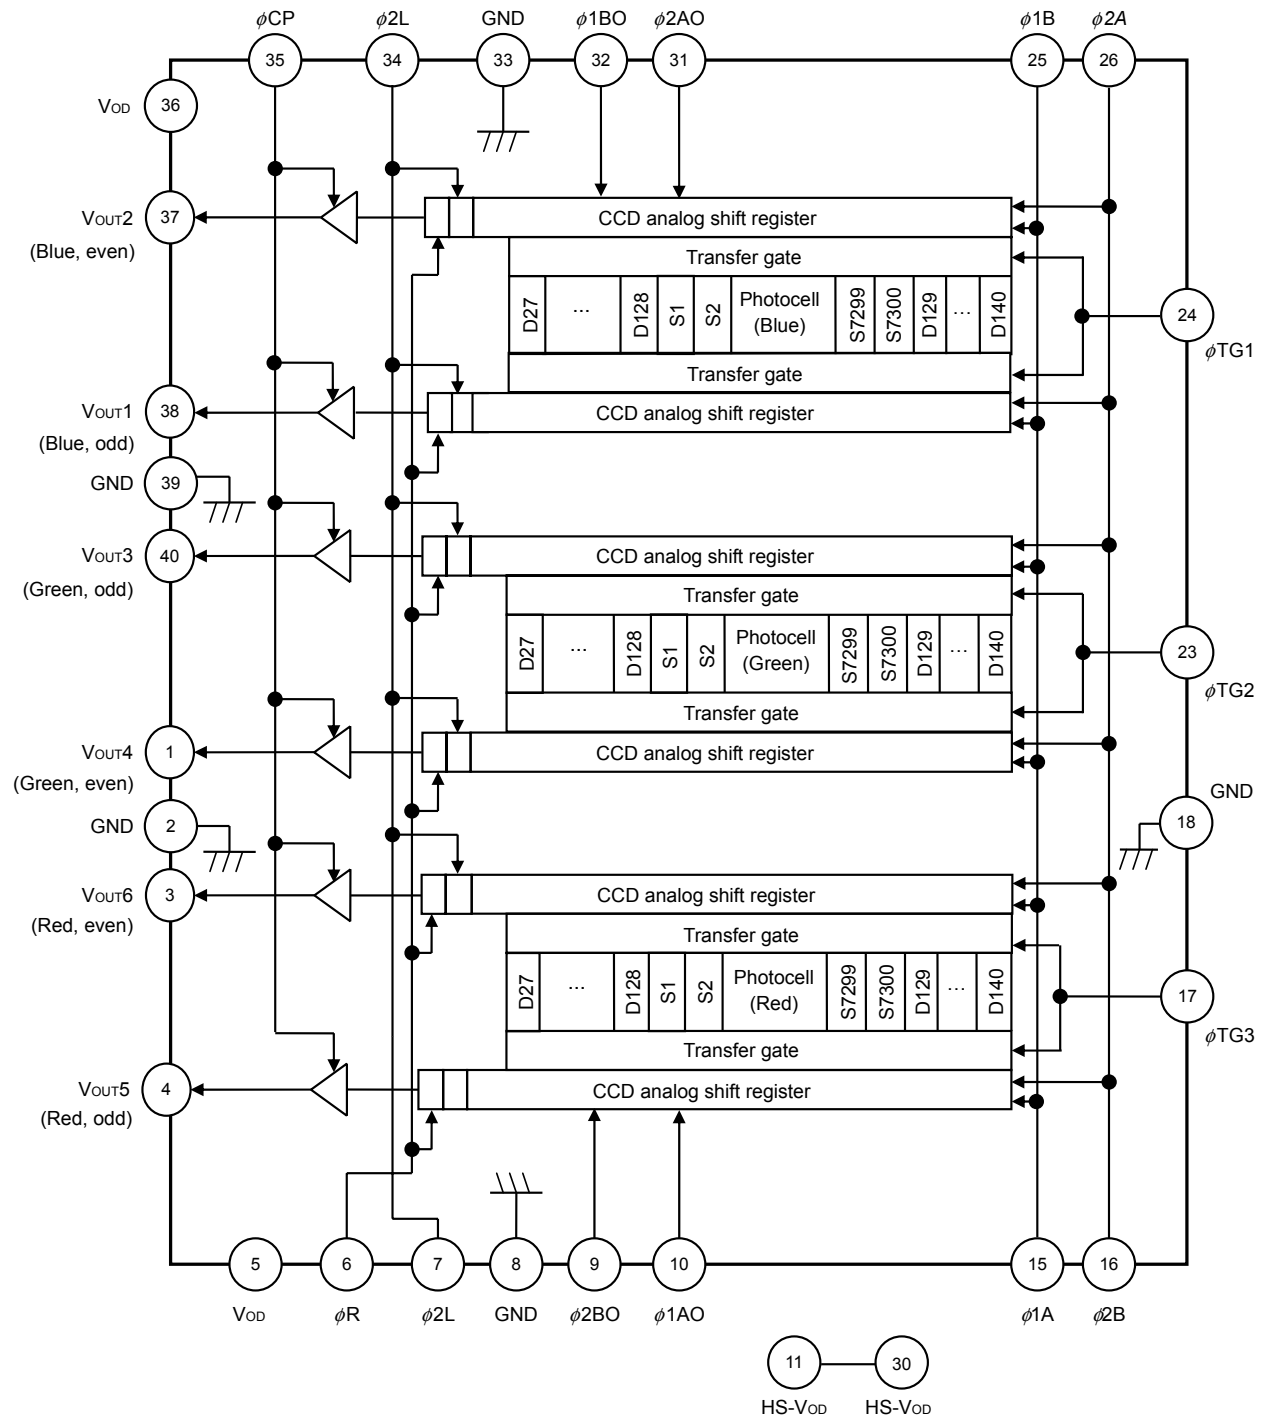 ϕCP ϕ2L GND ϕ1BO ϕ2AO ϕ1B ϕ2A
35 34 33 32 31 25 26
VOD 36
VOUT2 37 CCD analog shift register
(Blue, even)
Transfer gate
D27 ... D128 S1 S2 Photocell (Blue) S7299 S7300 D129 ... D140
24
ϕTG1
Transfer gate
VOUT1 38 CCD analog shift register
(Blue, odd)
GND 39
VOUT3 40 CCD analog shift register
(Green, odd)
Transfer gate
D27 ... D128 S1 S2 Photocell (Green) S7299 S7300 D129 ... D140
23
ϕTG2
Transfer gate
VOUT4 1 CCD analog shift register
(Green, even)
GND
18
GND 2
VOUT6 3 CCD analog shift register
(Red, even)
Transfer gate
D27 ... D128 S1 S2 Photocell (Red) S7299 S7300 D129 ... D140
17
ϕTG3
Transfer gate
VOUT5 4 CCD analog shift register
(Red, odd)
5 6 7 8 9 10 15 16
VOD ϕR ϕ2L GND ϕ2BO ϕ1AO ϕ1A ϕ2B
11 30
HS-VOD HS-VOD